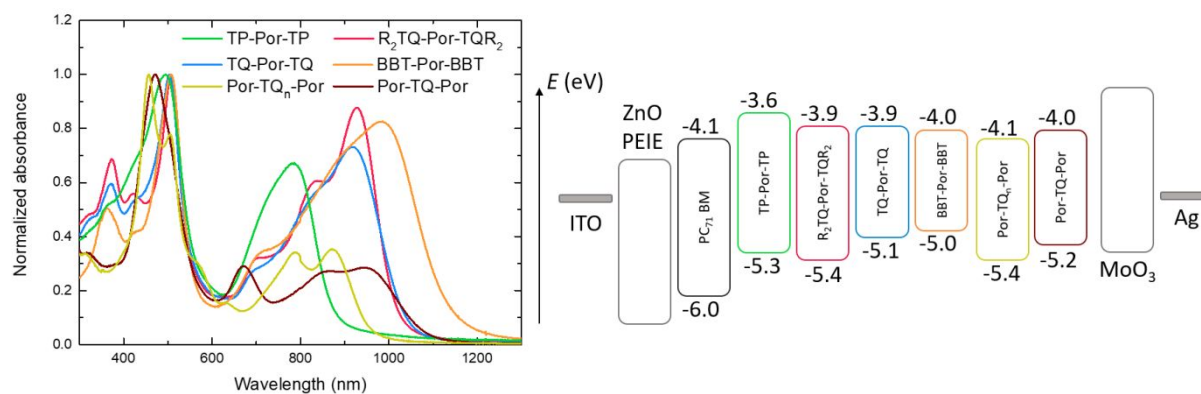 1.2
1.0
0.8
0.6
0.4
0.2
0.0
Normalized absorbance
TP-Por-TP
TQ-Por-TQ
Por-TQn-Por
R2TQ-Por-TQR2
BBT-Por-BBT
Por-TQ-Por
400 600 800 1000 1200
Wavelength (nm)
E (eV)
ITO
ZnO
PEIE
-4.1
PC71 BM
-6.0
-3.6
TP-Por-TP
-5.3
-3.9
R2TQ-Por-TQR2
-5.4
-3.9
TQ-Por-TQ
-5.1
-4.0
BBT-Por-BBT
-5.0
-4.1
Por-TQn-Por
-5.4
-4.0
Por-TQ-Por
-5.2
MoO3
Ag